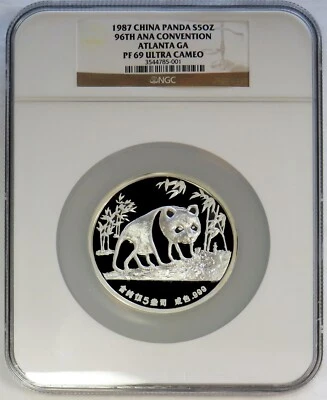 1987 CHINA PANDA S5OZ
96TH ANA CONVENTION
ATLANTA GA
PF 69 ULTRA CAMEO
3544785-001
NGC
含纯银5盎司 成色.999